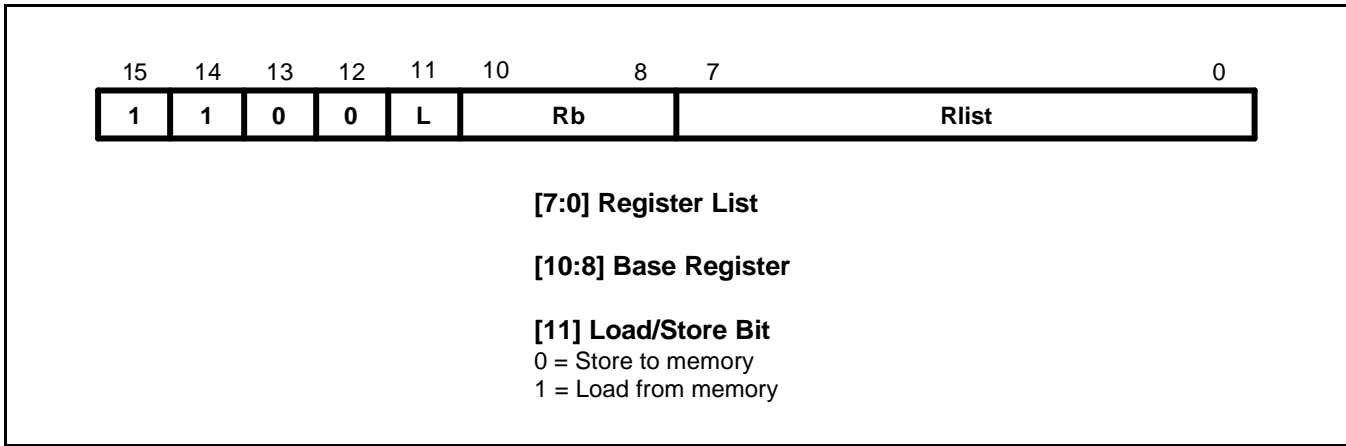 15 14 13 12 11 10 8 7 0
1 1 0 0 L Rb Rlist
[7:0] Register List
[10:8] Base Register
[11] Load/Store Bit
0 = Store to memory
1 = Load from memory